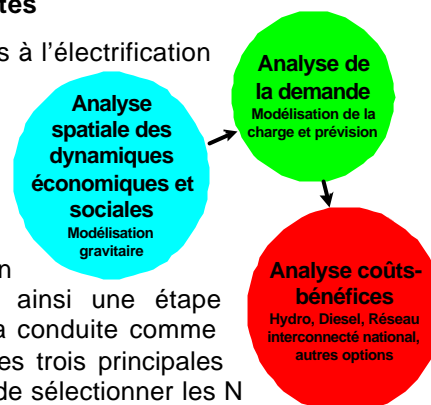 tés
s à l’électrification
Analyse
spatiale des
dynamiques
économiques et
sociales
Modélisation
gravitaire
Analyse de
la demande
Modélisation de la
charge et prévision
Analyse coûts-
bénéfices
Hydro, Diesel, Réseau
interconnecté national,
autres options
n
ainsi une étape
a conduite comme
es trois principales
de sélectionner les N